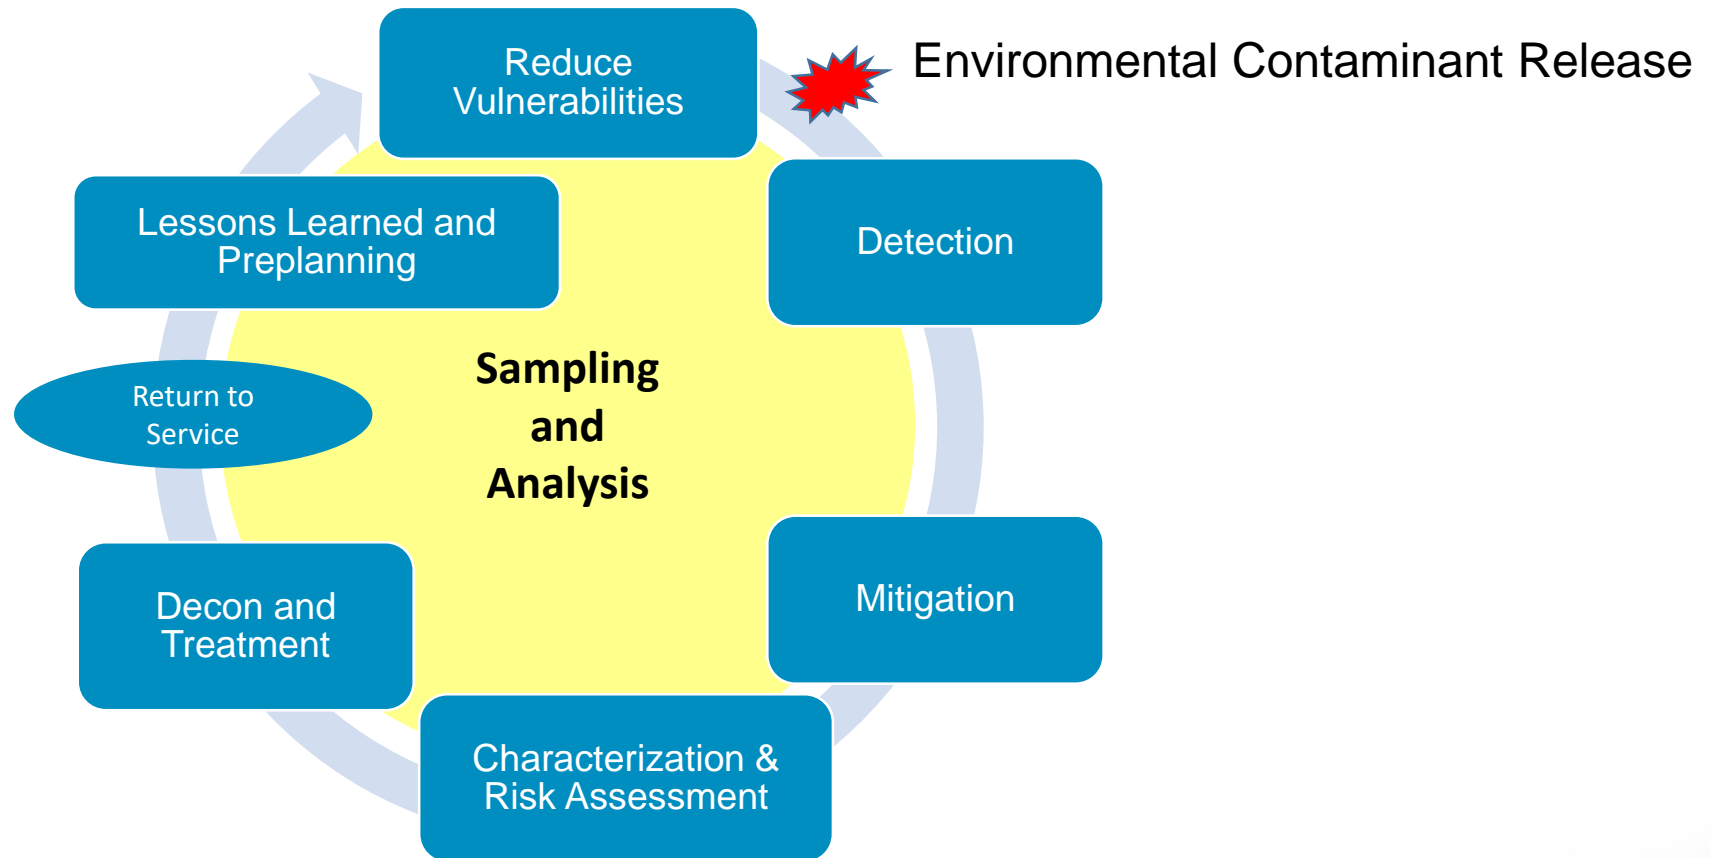 Reduce
Vulnerabilities
Environmental Contaminant Release
Detection
Mitigation
Characterization &
Risk Assessment
Decon and
Treatment
Return to
Service
Lessons Learned and
Preplanning
Sampling
and
Analysis